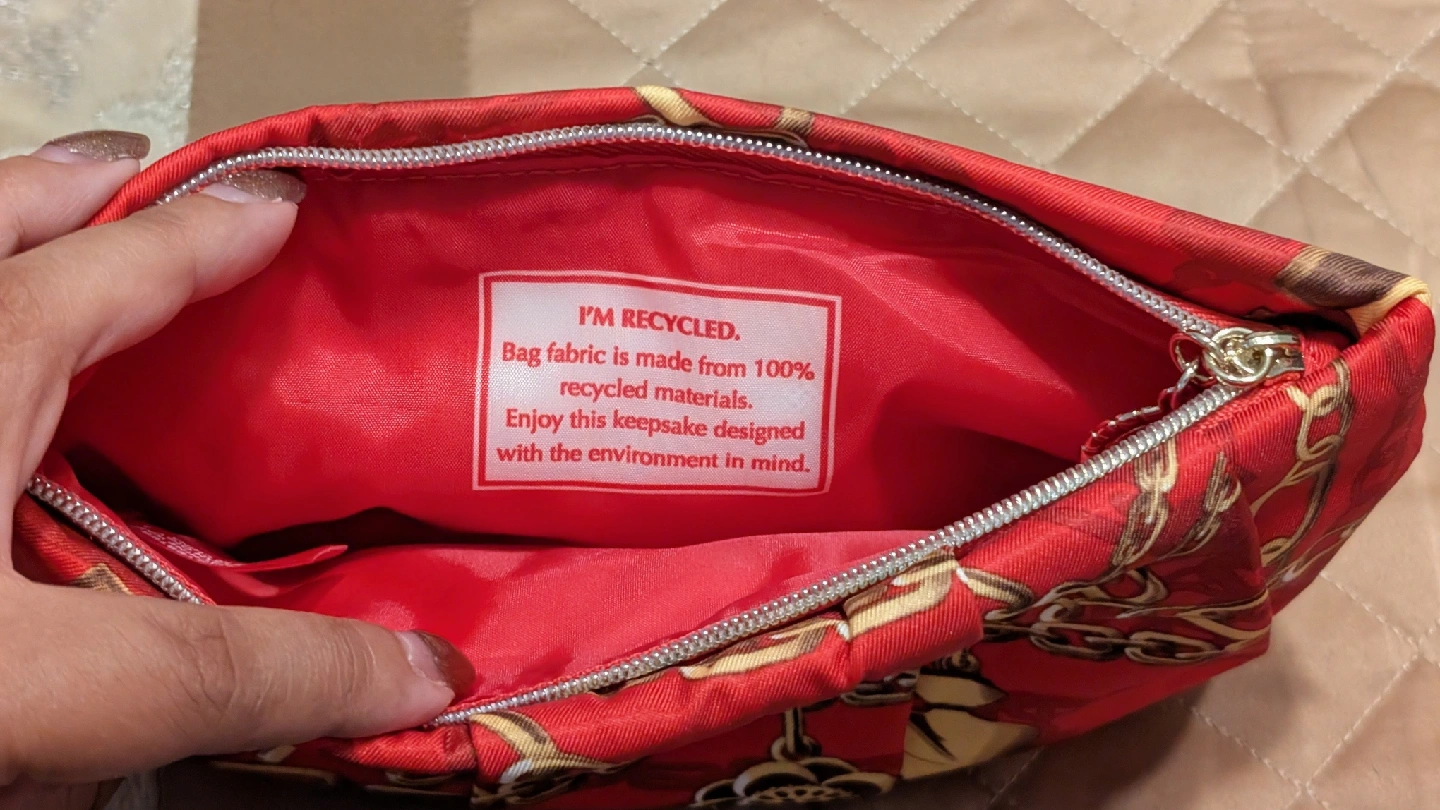 I'M RECYCLED.
Bag fabric is made from 100%
recycled materials.
Enjoy this keepsake designed
with the environment in mind.